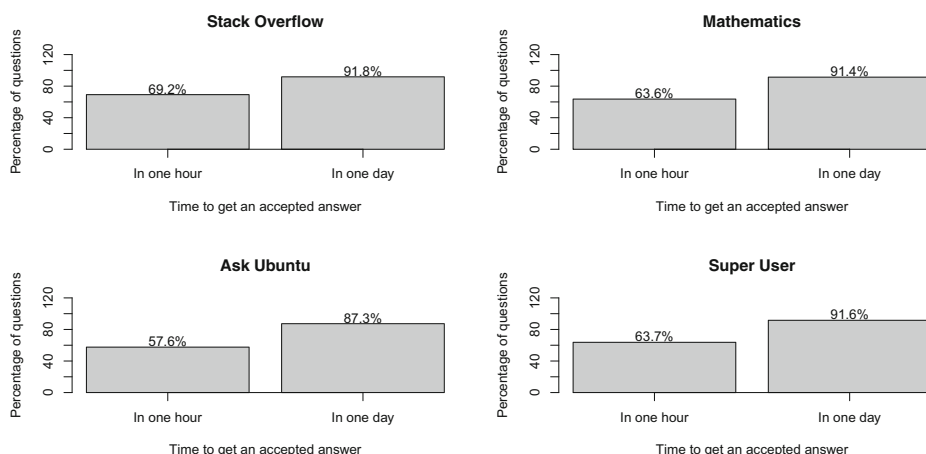 Stack Overflow
Percentage of questions
0 40 80 120
69.2%
91.8%
In one hour In one day
Time to get an accepted answer
Mathematics
Percentage of questions
0 40 80 120
63.6%
91.4%
In one hour In one day
Time to get an accepted answer
Ask Ubuntu
Percentage of questions
0 40 80 120
57.6%
87.3%
In one hour In one day
Time to get an accepted answer
Super User
Percentage of questions
0 40 80 120
63.7%
91.6%
In one hour In one day
Time to get an accepted answer